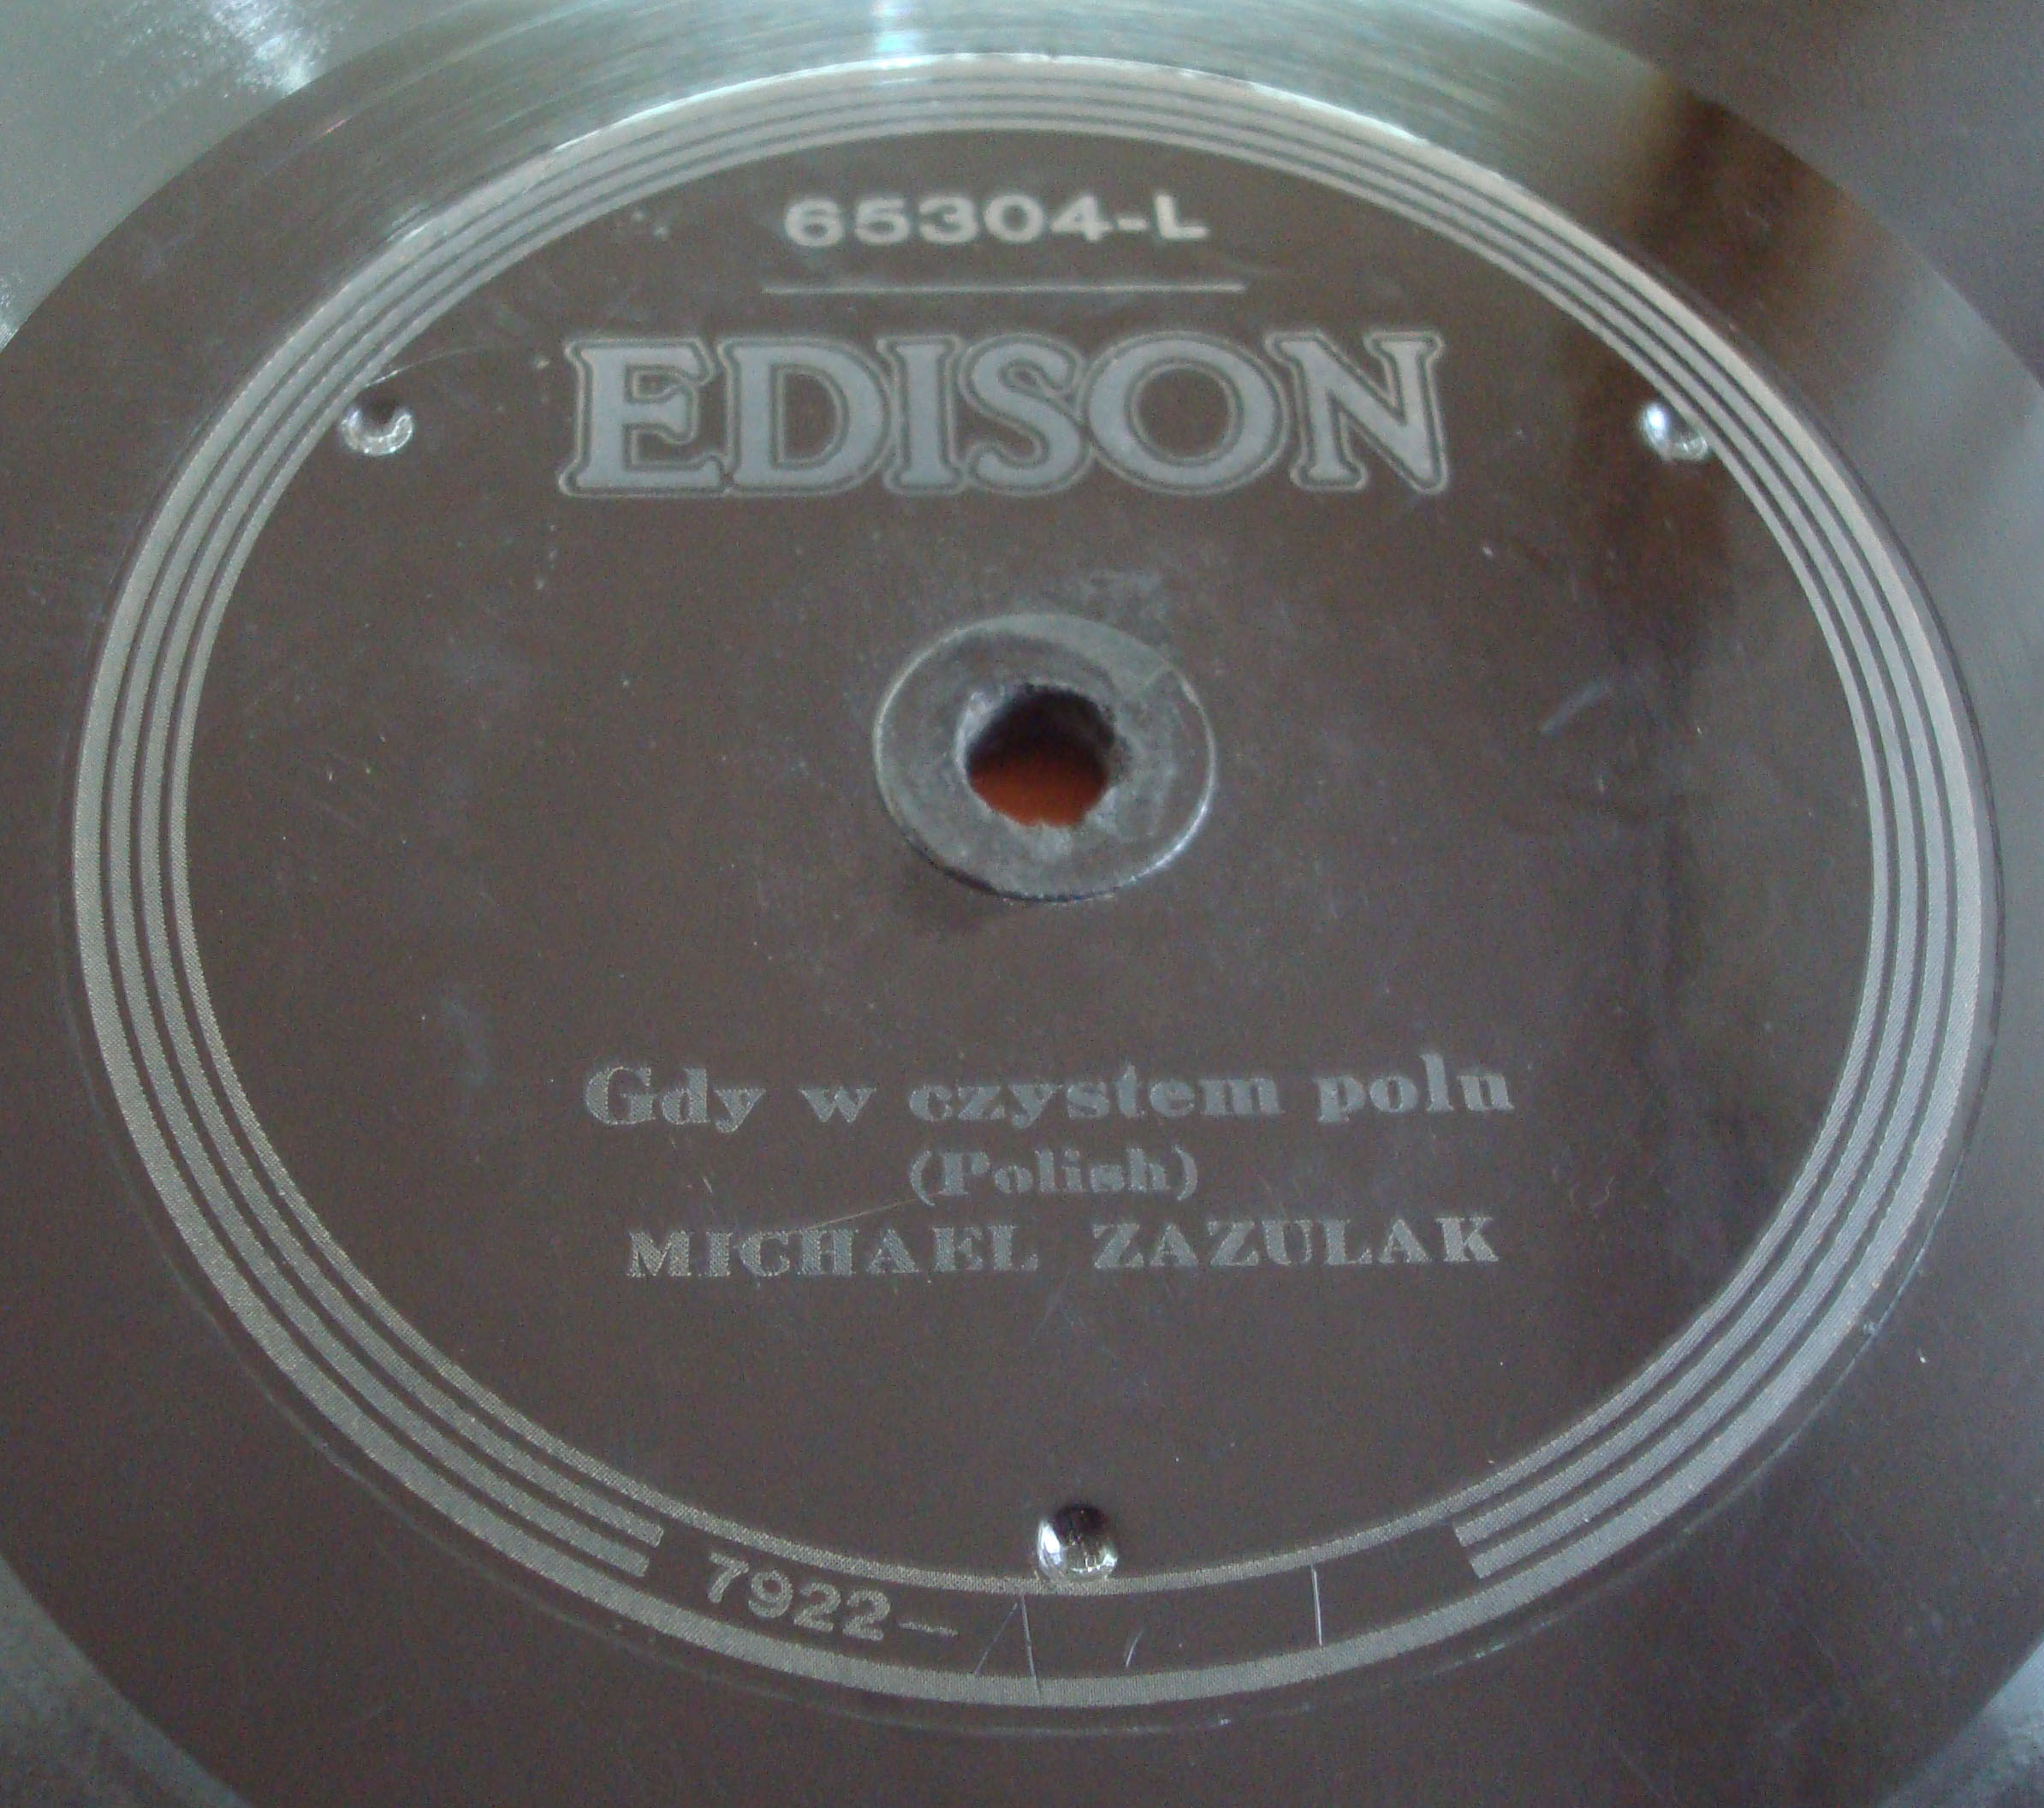 65304-L
EDISON
Gdy w czystem polu
(Polish)
MICHAEL ZAZULAK
7922-